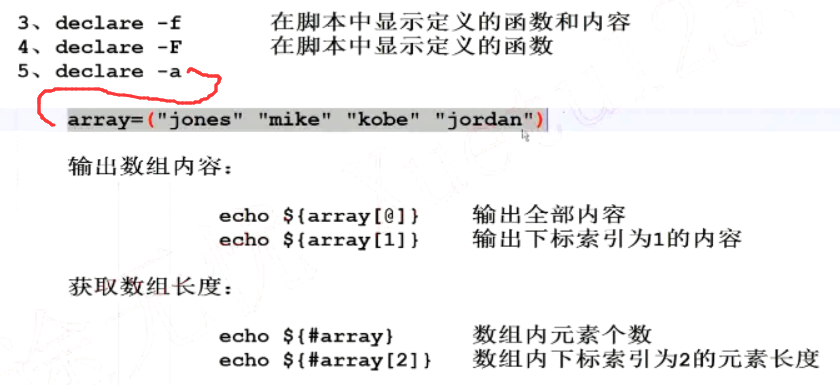 3、declare -f 在脚本中显示定义的函数和内容
4、declare -F 在脚本中显示定义的函数
5、declare -a
array=("jones" "mike" "kobe" "jordan")
输出数组内容：
echo ${array[@]} 输出全部内容
echo ${array[1]} 输出下标索引为1的内容
获取数组长度：
echo ${#array} 数组内元素个数
echo ${#array[2]} 数组内下标索引为2的元素长度